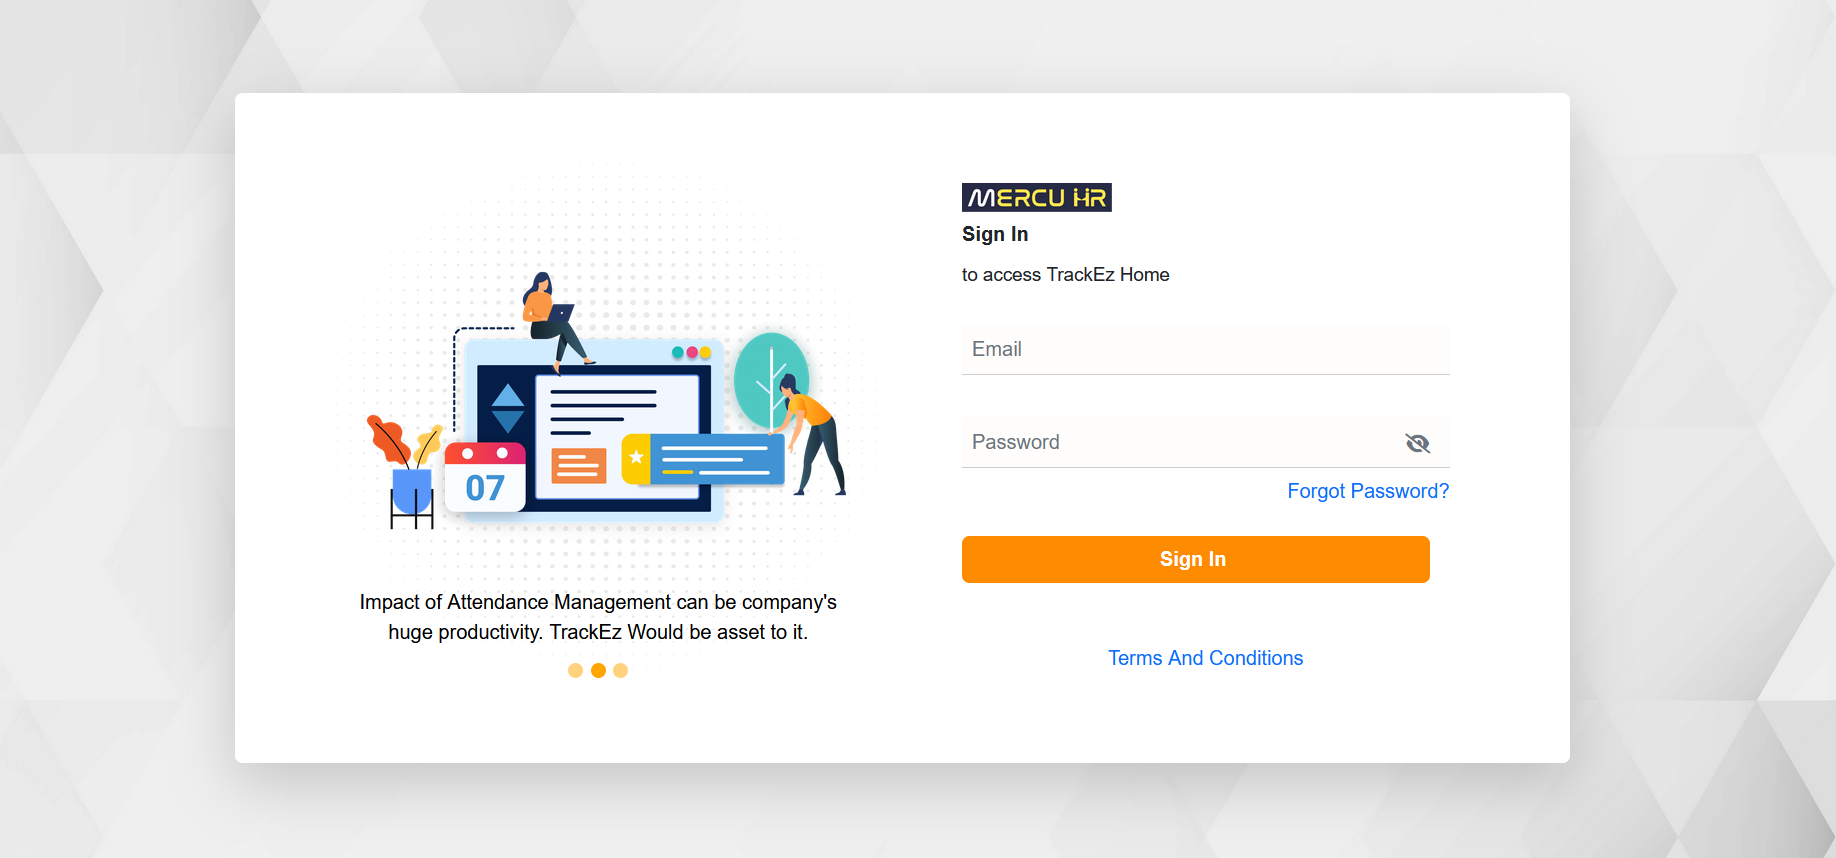 MERCU HR
Sign In
to access TrackEz Home
Email
Password
Forgot Password?
Sign In
Terms And Conditions
07
Impact of Attendance Management can be company's
huge productivity. TrackEz Would be asset to it.